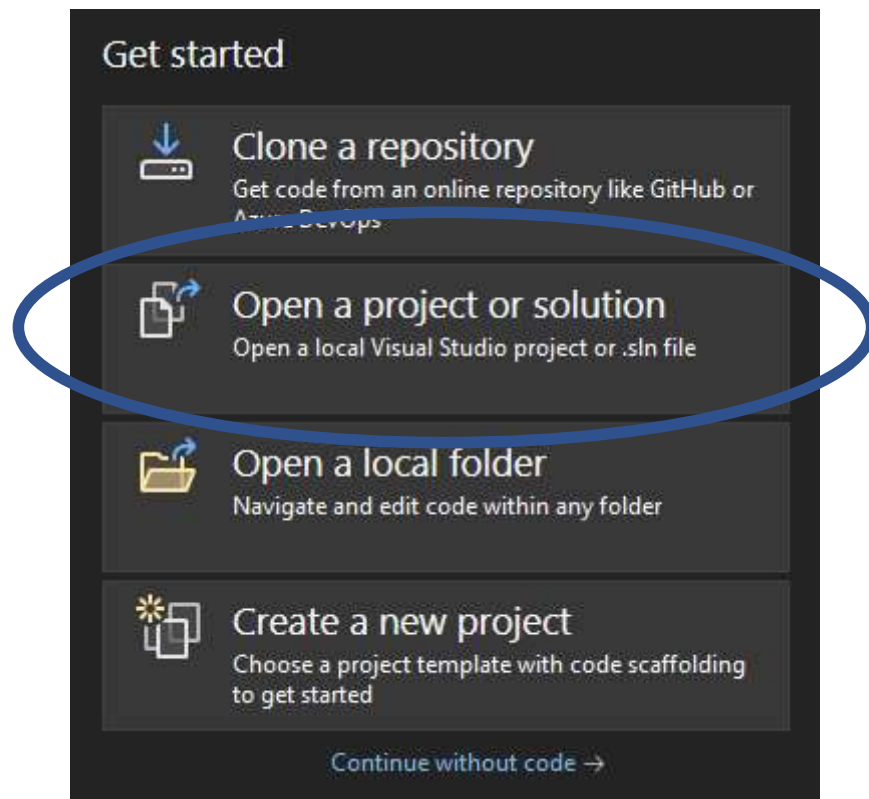 Get started
Clone a repository
Get code from an online repository like GitHub or
Azure DevOps
Open a project or solution
Open a local Visual Studio project or .sln file
Open a local folder
Navigate and edit code within any folder
Create a new project
Choose a project template with code scaffolding
to get started
Continue without code →